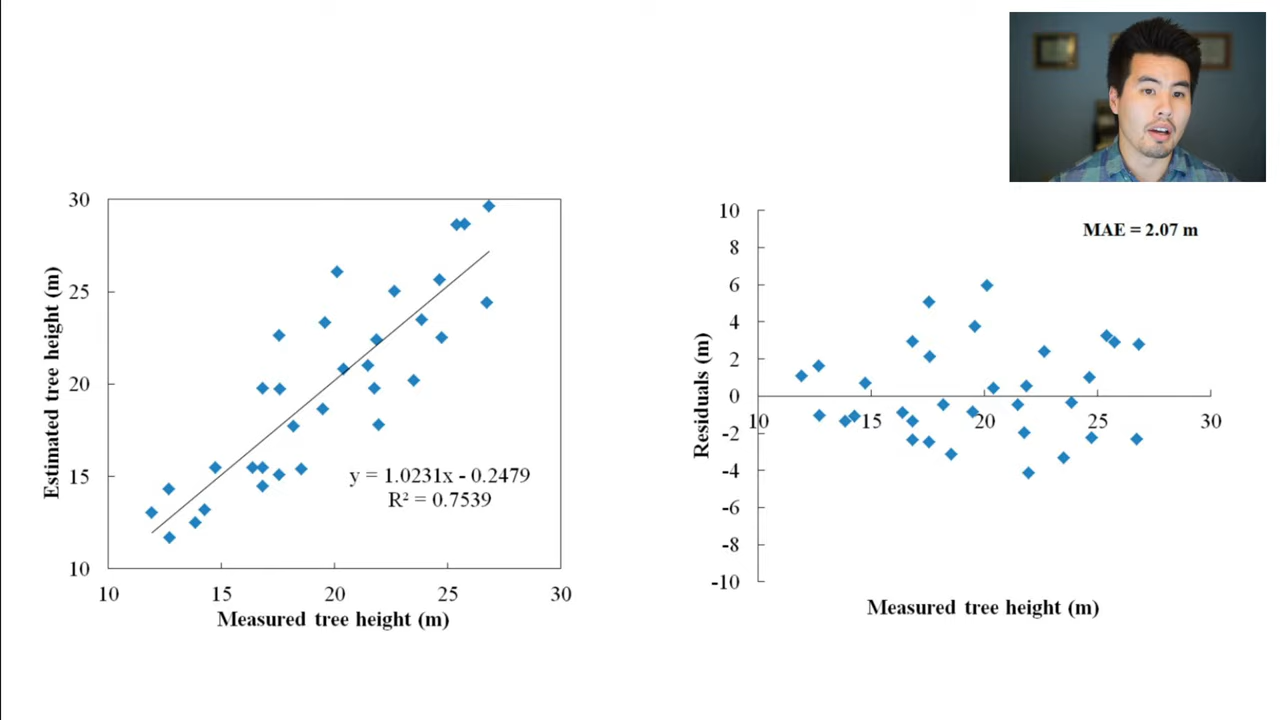 30
25
20
15
10
Estimated tree height (m)
y = 1.0231x - 0.2479
R² = 0.7539
10 15 20 25 30
Measured tree height (m)
MAE = 2.07 m
10
8
6
4
2
0
-2
-4
-6
-8
-10
Residuals (m)
10 15 20 25 30
Measured tree height (m)